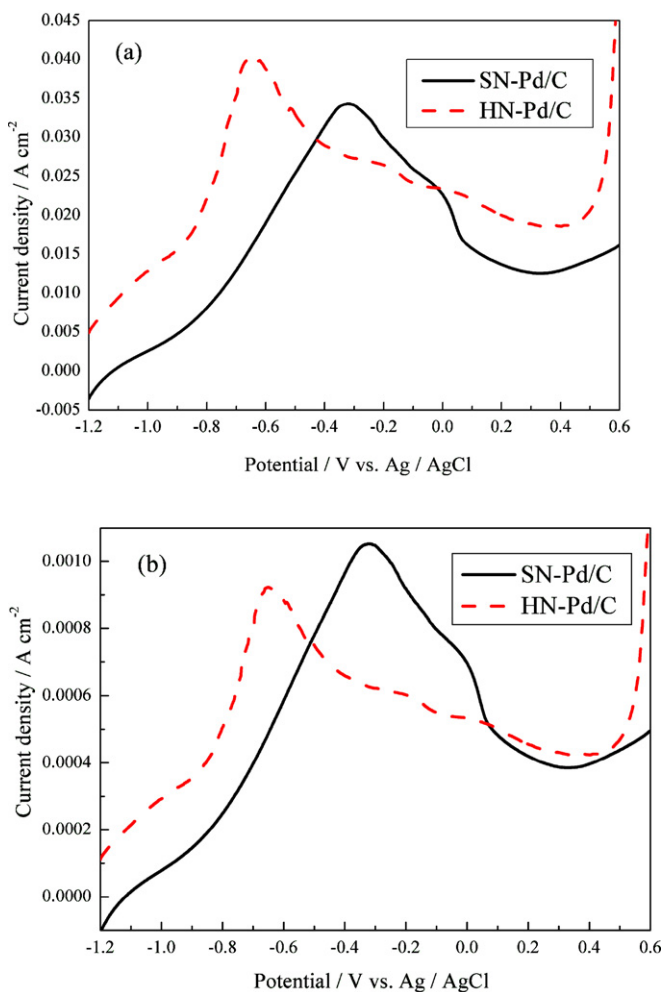 0.045
(a)
0.040
SN-Pd/C
0.035
HN-Pd/C
0.030
0.025
0.020
0.015
0.010
0.005
0.000
-0.005
Current density / A cm-2
-1.2 -1.0 -0.8 -0.6 -0.4 -0.2 0.0 0.2 0.4 0.6
Potential / V vs. Ag / AgCl
(b)
0.0010
SN-Pd/C
HN-Pd/C
0.0008
0.0006
0.0004
0.0002
0.0000
Current density / A cm-2
-1.2 -1.0 -0.8 -0.6 -0.4 -0.2 0.0 0.2 0.4 0.6
Potential / V vs. Ag / AgCl